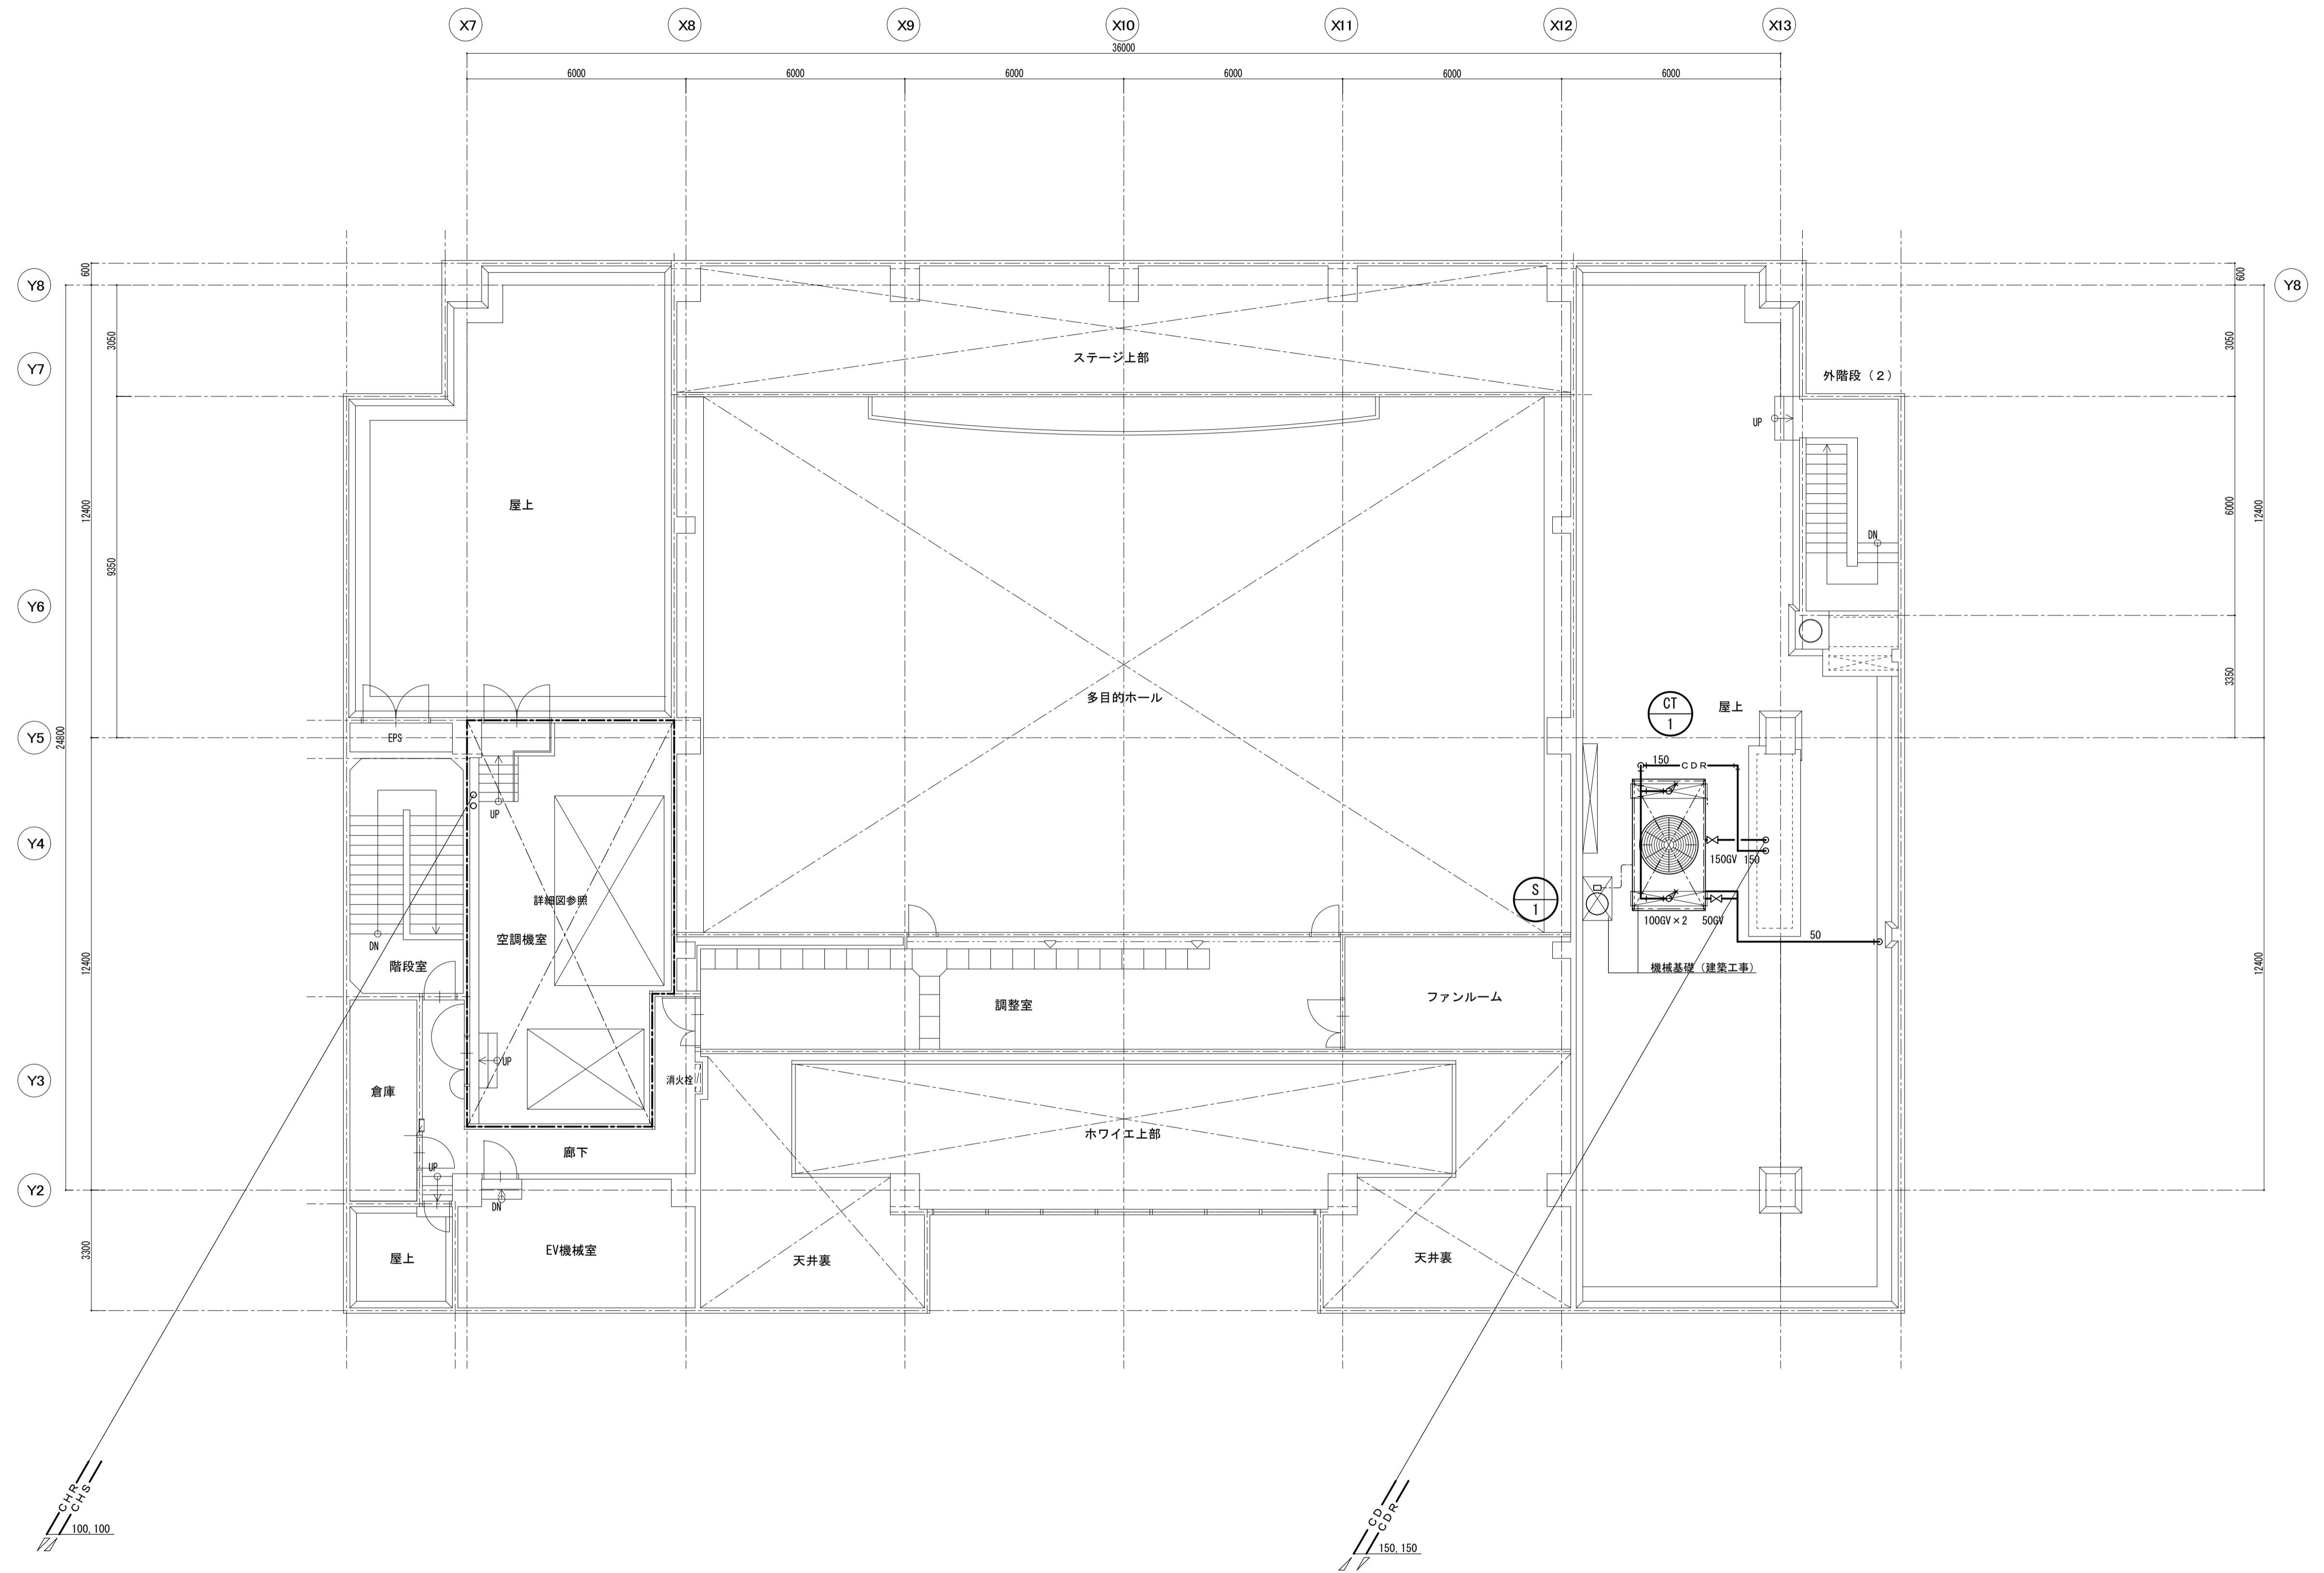 X7
X8
X9
X10
X11
X12
X13
36000
6000
6000
6000
6000
6000
6000
600
600
Y8
Y8
3050
3050
Y7
ステージ上部
外階段（２）
UP
屋上
12400
6000
12400
DN
9350
Y6
多目的ホール
3350
CT
1
屋上
Y5
24800
EPS
150
CDR
UP
Y4
150GV
150
詳細図参照
S
1
100GV×2
50GV
空調機室
50
DN
12400
12400
階段室
機械基礎（建築工事）
調整室
ファンルーム
UP
Y3
消火栓
倉庫
ホワイエ上部
廊下
UP
Y2
DN
3300
EV機械室
屋上
天井裏
天井裏
CHR
CHS
100,100
CD
CDR
150,150